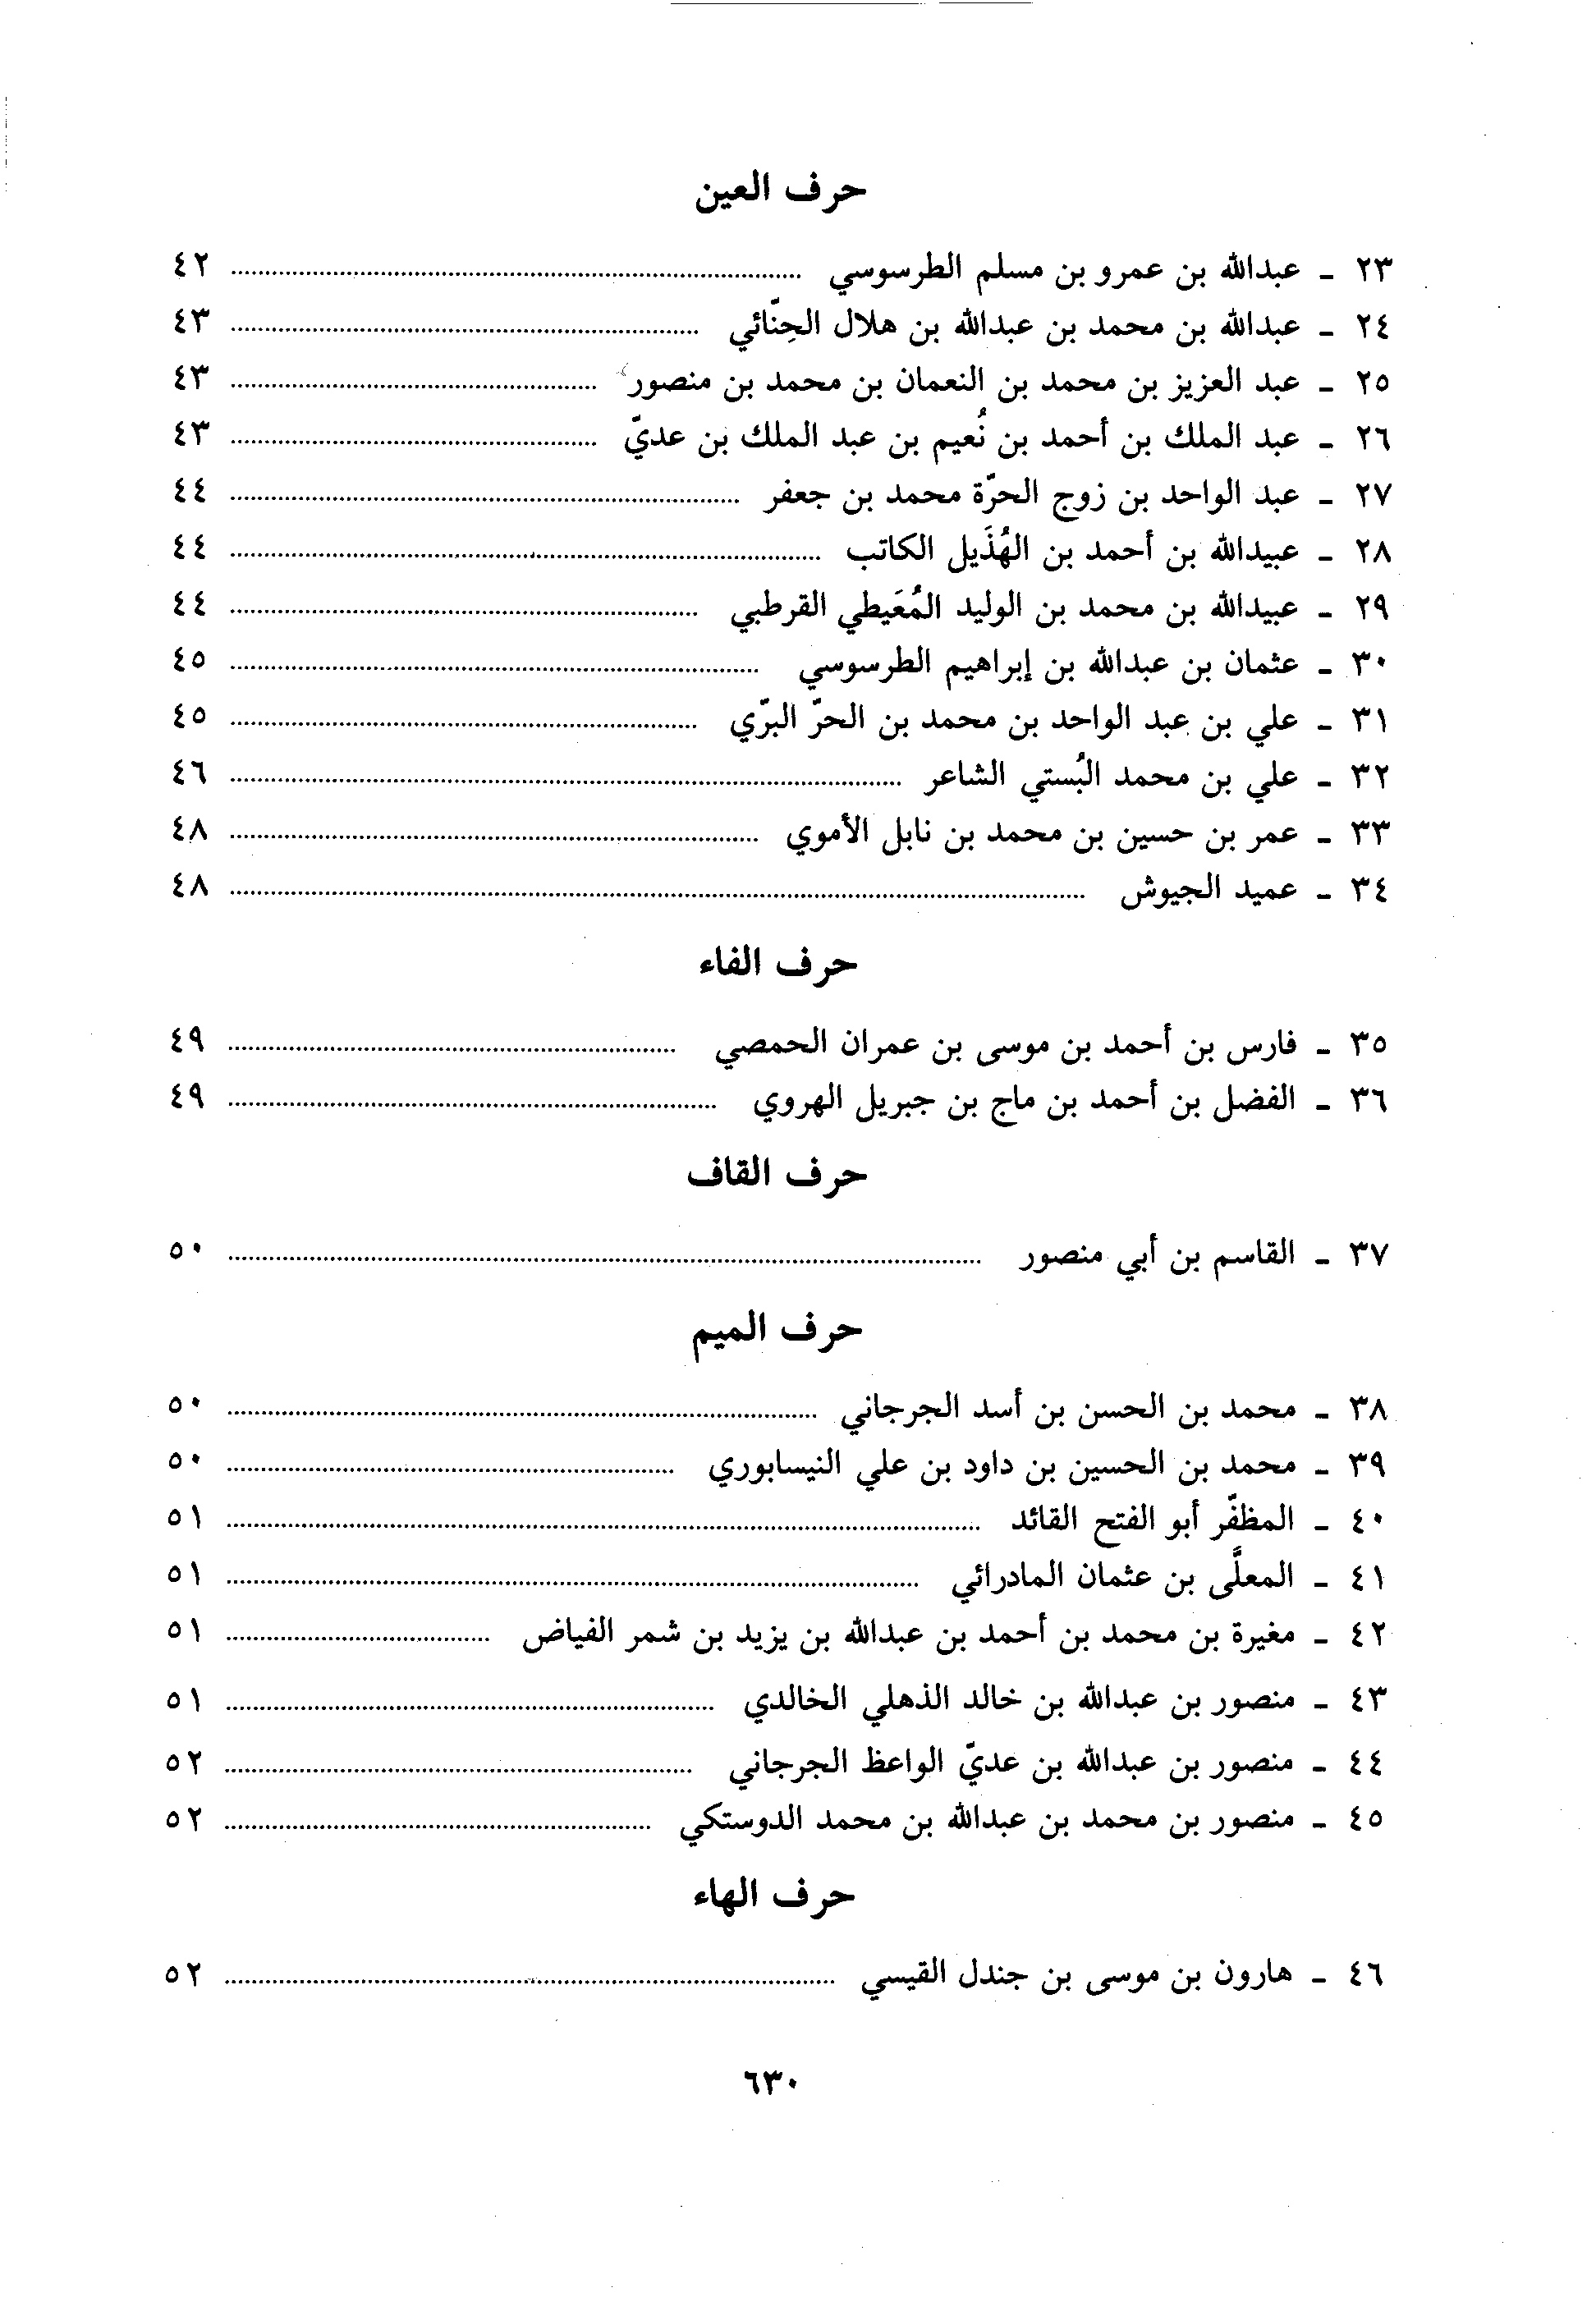 حرف العين
٢٣ - عبدالله بن عمرو بن مسلم الطرسوسي ........ ٤٢
٢٤ - عبدالله بن محمد بن عبدالله بن هلال الحِنّائي ........ ٤٣
٢٥ - عبد العزيز بن محمد بن النعمان بن محمد بن منصور ........ ٤٣
٢٦ - عبد الملك بن أحمد بن نُعيم بن عبد الملك بن عديّ ........ ٤٣
٢٧ - عبد الواحد بن زوج الحرّة محمد بن جعفر ........ ٤٤
٢٨ - عبيدالله بن أحمد بن الهُذَيل الكاتب ........ ٤٤
٢٩ - عبيدالله بن محمد بن الوليد المُعَيطي القرطبي ........ ٤٤
٣٠ - عثمان بن عبدالله بن إبراهيم الطرسوسي ........ ٤٥
٣١ - علي بن عبد الواحد بن محمد بن الحرّ البرّي ........ ٤٥
٣٢ - علي بن محمد البُستي الشاعر ........ ٤٦
٣٣ - عمر بن حسين بن محمد بن نابل الأموي ........ ٤٨
٣٤ - عميد الجيوش ........ ٤٨
حرف الفاء
٣٥ - فارس بن أحمد بن موسى بن عمران الحمصي ........ ٤٩
٣٦ - الفضل بن أحمد بن ماج بن جبريل الهروي ........ ٤٩
حرف القاف
٣٧ - القاسم بن أبي منصور ........ ٥٠
حرف الميم
٣٨ - محمد بن الحسن بن أسد الجرجاني ........ ٥٠
٣٩ - محمد بن الحسين بن داود بن علي النيسابوري ........ ٥٠
٤٠ - المظفّر أبو الفتح القائد ........ ٥١
٤١ - المعلَّى بن عثمان المادرائي ........ ٥١
٤٢ - مغيرة بن محمد بن أحمد بن عبدالله بن يزيد بن شمر الفياض ........ ٥١
٤٣ - منصور بن عبدالله بن خالد الذهلي الخالدي ........ ٥١
٤٤ - منصور بن عبدالله بن عديّ الواعظ الجرجاني ........ ٥٢
٤٥ - منصور بن محمد بن عبدالله بن محمد الدوستكي ........ ٥٢
حرف الهاء
٤٦ - هارون بن موسى بن جندل القيسي ........ ٥٢
٦٣٠